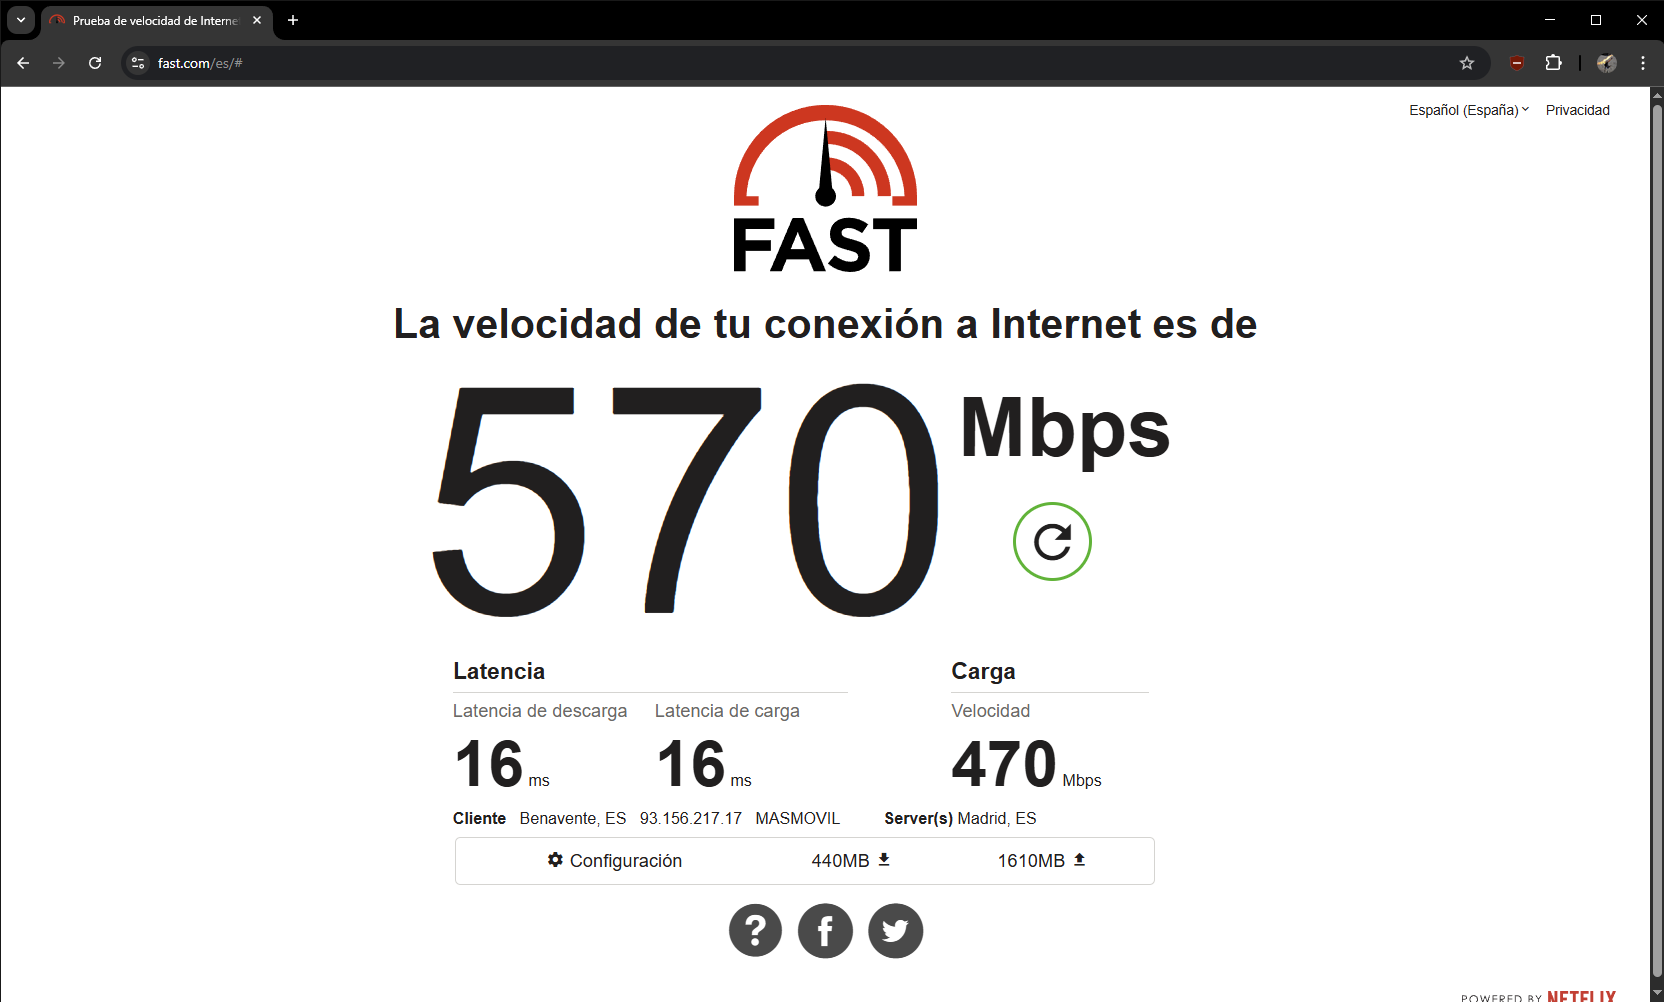 Prueba de velocidad de Interne
fast.com/es/#
Español (España) Privacidad
FAST
La velocidad de tu conexión a Internet es de
570 Mbps
Latencia Carga
Latencia de descarga Latencia de carga Velocidad
16 ms 16 ms 470 Mbps
Cliente Benavente, ES 93.156.217.17 MASMOVIL Server(s) Madrid, ES
Configuración 440MB 1610MB
?
POWERED BY NETFLIX